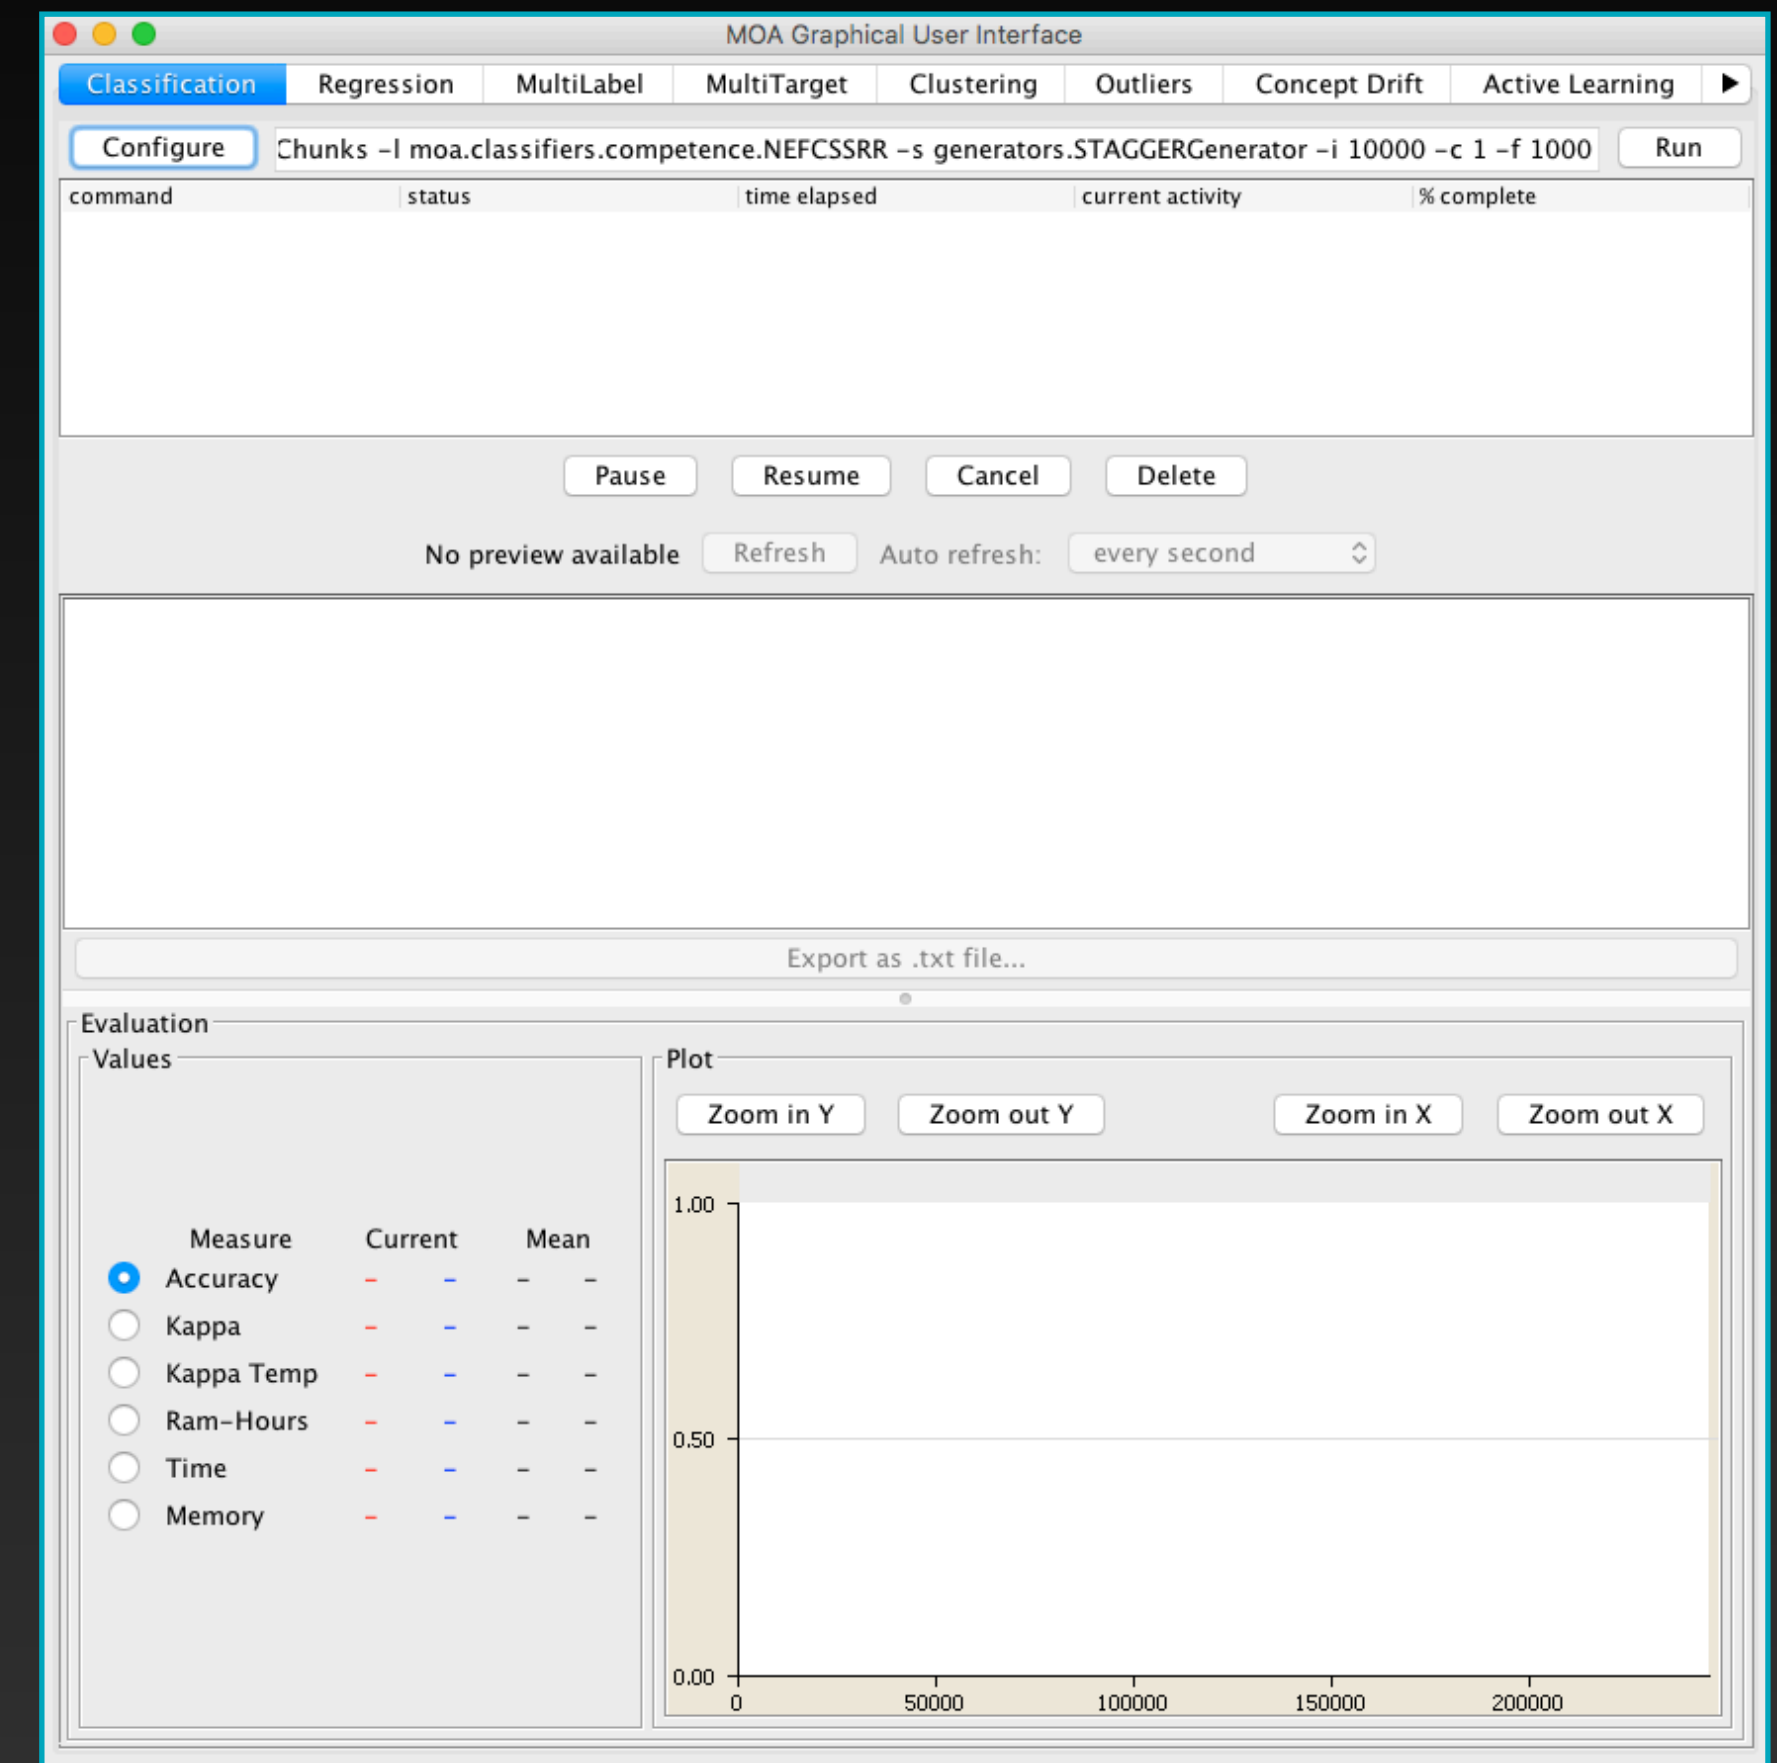 MOA Graphical User Interface
Classification Regression MultiLabel MultiTarget Clustering Outliers Concept Drift Active Learning
Configure Chunks -l moa.classifiers.competence.NEFCSSRR -s generators.STAGGERGenerator -i 10000 -c 1 -f 1000 Run
command status time elapsed current activity % complete
Pause Resume Cancel Delete
No preview available Refresh Auto refresh: every second
Export as .txt file...
Evaluation
Values
Measure Current Mean
Accuracy - - - -
Kappa - - - -
Kappa Temp - - - -
Ram-Hours - - - -
Time - - - -
Memory - - - -
Plot
Zoom in Y Zoom out Y Zoom in X Zoom out X
1.00
0.50
0.00
0 50000 100000 150000 200000